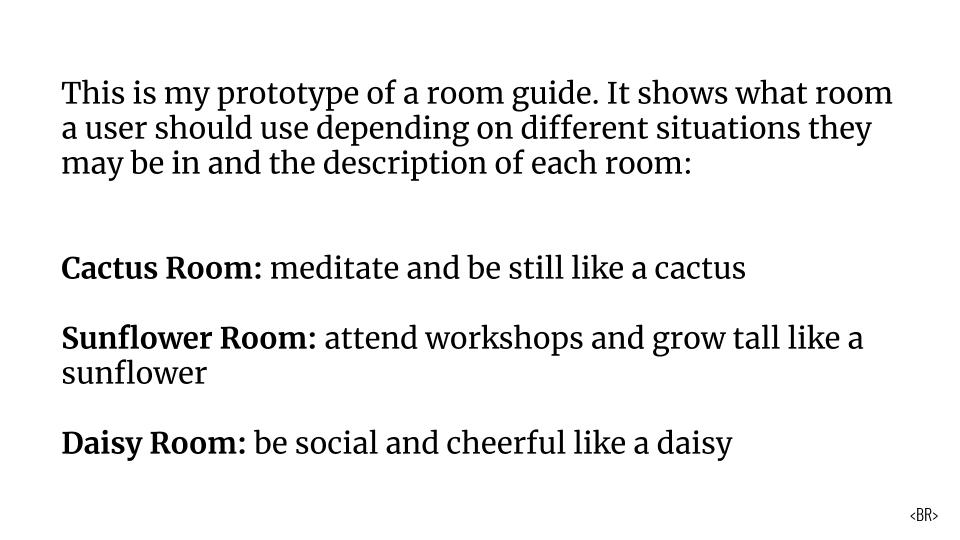 This is my prototype of a room guide. It shows what room
a user should use depending on different situations they
may be in and the description of each room:
Cactus Room: meditate and be still like a cactus
Sunflower Room: attend workshops and grow tall like a
sunflower
Daisy Room: be social and cheerful like a daisy
<BR>